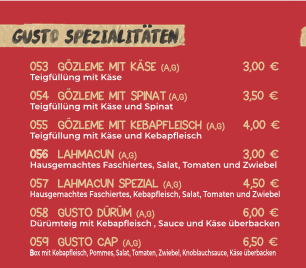 GUSTO SPEZIALITÄTEN
053 GÖZLEME MIT KÄSE (A,G) 3,00 €
Teigfüllung mit Käse
054 GÖZLEME MIT SPINAT (A,G) 3,50 €
Teigfüllung mit Käse und Spinat
055 GÖZLEME MIT KEBAPFLEISCH (A,G) 4,00 €
Teigfüllung mit Käse und Kebapfleisch
056 LAHMACUN (A,G) 3,00 €
Hausgemachtes Faschiertes, Salat, Tomaten und Zwiebel
057 LAHMACUN SPEZIAL (A,G) 4,50 €
Hausgemachtes Faschiertes, Kebapfleisch, Salat, Tomaten und Zwiebel
058 GUSTO DÜRÜM (A,G) 6,00 €
Dürümteig mit Kebapfleisch , Sauce und Käse überbacken
059 GUSTO CAP (A,G) 6,50 €
Box mit Kebapfleisch, Pommes, Salat, Tomaten, Zwiebel, Knoblauchsauce, Käse überbacken